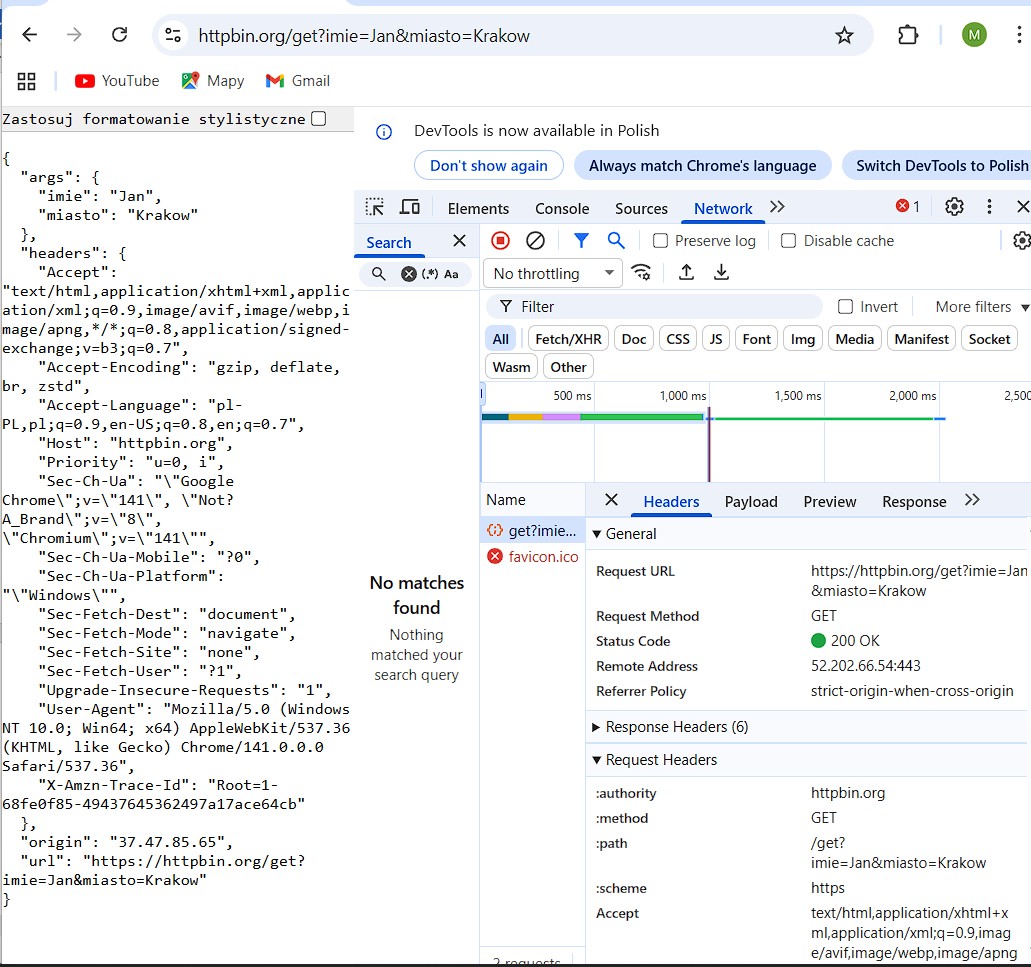 httpbin.org/get?imie=Jan&miasto=Krakow
M
YouTube
Mapy
Gmail
Zastosuj formatowanie stylistyczne
{
"args": {
"imie": "Jan",
"miasto": "Krakow"
},
"headers": {
"Accept":
"text/html,application/xhtml+xml,applic
ation/xml;q=0.9,image/avif,image/webp,i
mage/apng,*/*;q=0.8,application/signed-
exchange;v=b3;q=0.7",
"Accept-Encoding": "gzip, deflate,
br, zstd",
"Accept-Language": "pl-
PL,pl;q=0.9,en-US;q=0.8,en;q=0.7",
"Host": "httpbin.org",
"Priority": "u=0, i",
"Sec-Ch-Ua": "\"Google
Chrome\";v=\"141\", \"Not?
A_Brand\";v=\"8\",
\"Chromium\";v=\"141\"",
"Sec-Ch-Ua-Mobile": "?0",
"Sec-Ch-Ua-Platform":
"\"Windows\"",
"Sec-Fetch-Dest": "document",
"Sec-Fetch-Mode": "navigate",
"Sec-Fetch-Site": "none",
"Sec-Fetch-User": "?1",
"Upgrade-Insecure-Requests": "1",
"User-Agent": "Mozilla/5.0 (Windows
NT 10.0; Win64; x64) AppleWebKit/537.36
(KHTML, like Gecko) Chrome/141.0.0.0
Safari/537.36",
"X-Amzn-Trace-Id": "Root=1-
68fe0f85-49437645362497a17ace64cb"
},
"origin": "37.47.85.65",
"url": "https://httpbin.org/get?
imie=Jan&miasto=Krakow"
}
DevTools is now available in Polish
Don't show again
Always match Chrome's language
Switch DevTools to Polish
Elements
Console
Sources
Network
1
Search
(.*)
Aa
No matches
found
Nothing
matched your
search query
Preserve log
Disable cache
No throttling
Filter
Invert
More filters
All
Fetch/XHR
Doc
CSS
JS
Font
Img
Media
Manifest
Socket
Wasm
Other
500 ms
1,000 ms
1,500 ms
2,000 ms
2,500
Name
get?imie...
favicon.ico
2 requests
Headers
Payload
Preview
Response
General
Request URL
https://httpbin.org/get?imie=Jan
&miasto=Krakow
Request Method
GET
Status Code
200 OK
Remote Address
52.202.66.54:443
Referrer Policy
strict-origin-when-cross-origin
Response Headers (6)
Request Headers
:authority
httpbin.org
:method
GET
:path
/get?
imie=Jan&miasto=Krakow
:scheme
https
Accept
text/html,application/xhtml+x
ml,application/xml;q=0.9,imag
e/avif,image/webp,image/apng